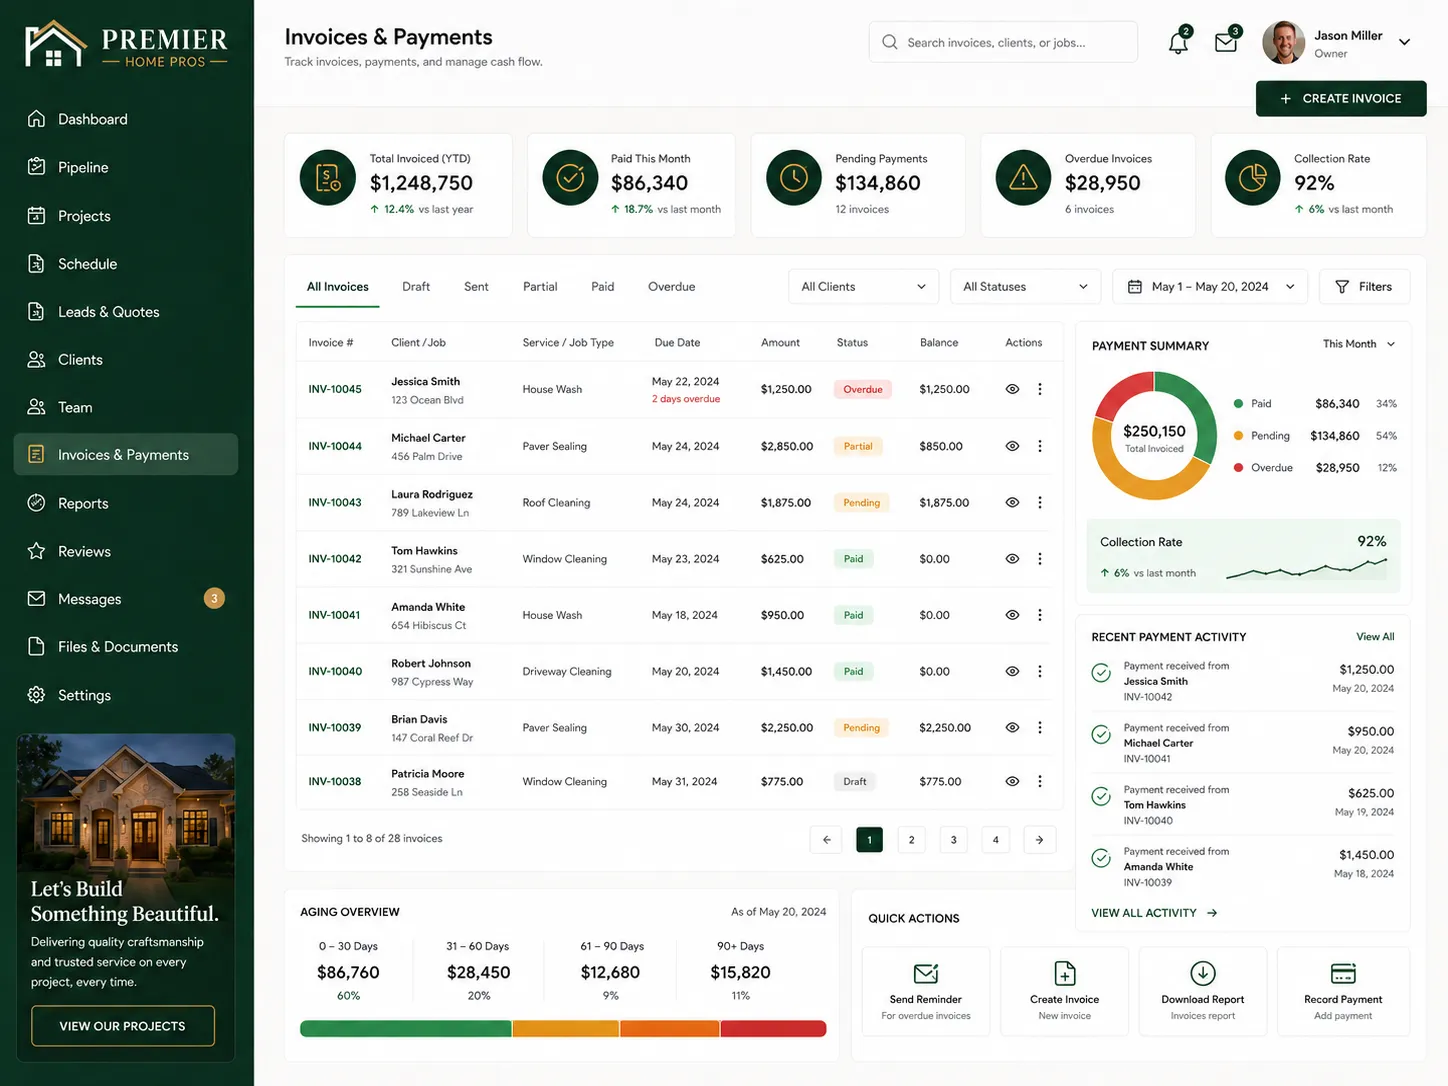 PREMIER
HOME PROS
Dashboard
Pipeline
Projects
Schedule
Leads & Quotes
Clients
Team
Invoices & Payments
Reports
Reviews
Messages
3
Files & Documents
Settings
Let's Build
Something Beautiful.
Delivering quality craftsmanship
and trusted service on every
project, every time.
VIEW OUR PROJECTS
Invoices & Payments
Track invoices, payments, and manage cash flow.
Search invoices, clients, or jobs...
2
3
Jason Miller
Owner
+ CREATE INVOICE
Total Invoiced (YTD)
$1,248,750
↑ 12.4% vs last year
Paid This Month
$86,340
↑ 18.7% vs last month
Pending Payments
$134,860
12 invoices
Overdue Invoices
$28,950
6 invoices
Collection Rate
92%
↑ 6% vs last month
All Invoices Draft Sent Partial Paid Overdue
All Clients
All Statuses
May 1 – May 20, 2024
Filters
Invoice # Client / Job Service / Job Type Due Date Amount Status Balance Actions
INV-10045 Jessica Smith House Wash May 22, 2024 $1,250.00 Overdue $1,250.00
123 Ocean Blvd 2 days overdue
INV-10044 Michael Carter Paver Sealing May 24, 2024 $2,850.00 Partial $850.00
456 Palm Drive
INV-10043 Laura Rodriguez Roof Cleaning May 24, 2024 $1,875.00 Pending $1,875.00
789 Lakeview Ln
INV-10042 Tom Hawkins Window Cleaning May 23, 2024 $625.00 Paid $0.00
321 Sunshine Ave
INV-10041 Amanda White House Wash May 18, 2024 $950.00 Paid $0.00
654 Hibiscus Ct
INV-10040 Robert Johnson Driveway Cleaning May 20, 2024 $1,450.00 Paid $0.00
987 Cypress Way
INV-10039 Brian Davis Paver Sealing May 30, 2024 $2,250.00 Pending $2,250.00
147 Coral Reef Dr
INV-10038 Patricia Moore Window Cleaning May 31, 2024 $775.00 Draft $775.00
258 Seaside Ln
Showing 1 to 8 of 28 invoices
← 1 2 3 4 →
PAYMENT SUMMARY
This Month
$250,150
Total Invoiced
Paid $86,340 34%
Pending $134,860 54%
Overdue $28,950 12%
Collection Rate 92%
↑ 6% vs last month
RECENT PAYMENT ACTIVITY
View All
Payment received from
Jessica Smith
INV-10042
$1,250.00
May 20, 2024
Payment received from
Michael Carter
INV-10041
$950.00
May 20, 2024
Payment received from
Tom Hawkins
INV-10040
$625.00
May 19, 2024
Payment received from
Amanda White
INV-10039
$1,450.00
May 18, 2024
VIEW ALL ACTIVITY →
AGING OVERVIEW
As of May 20, 2024
0 – 30 Days 31 – 60 Days 61 – 90 Days 90+ Days
$86,760 $28,450 $12,680 $15,820
60% 20% 9% 11%
QUICK ACTIONS
Send Reminder
For overdue invoices
Create Invoice
New invoice
Download Report
Invoices report
Record Payment
Add payment